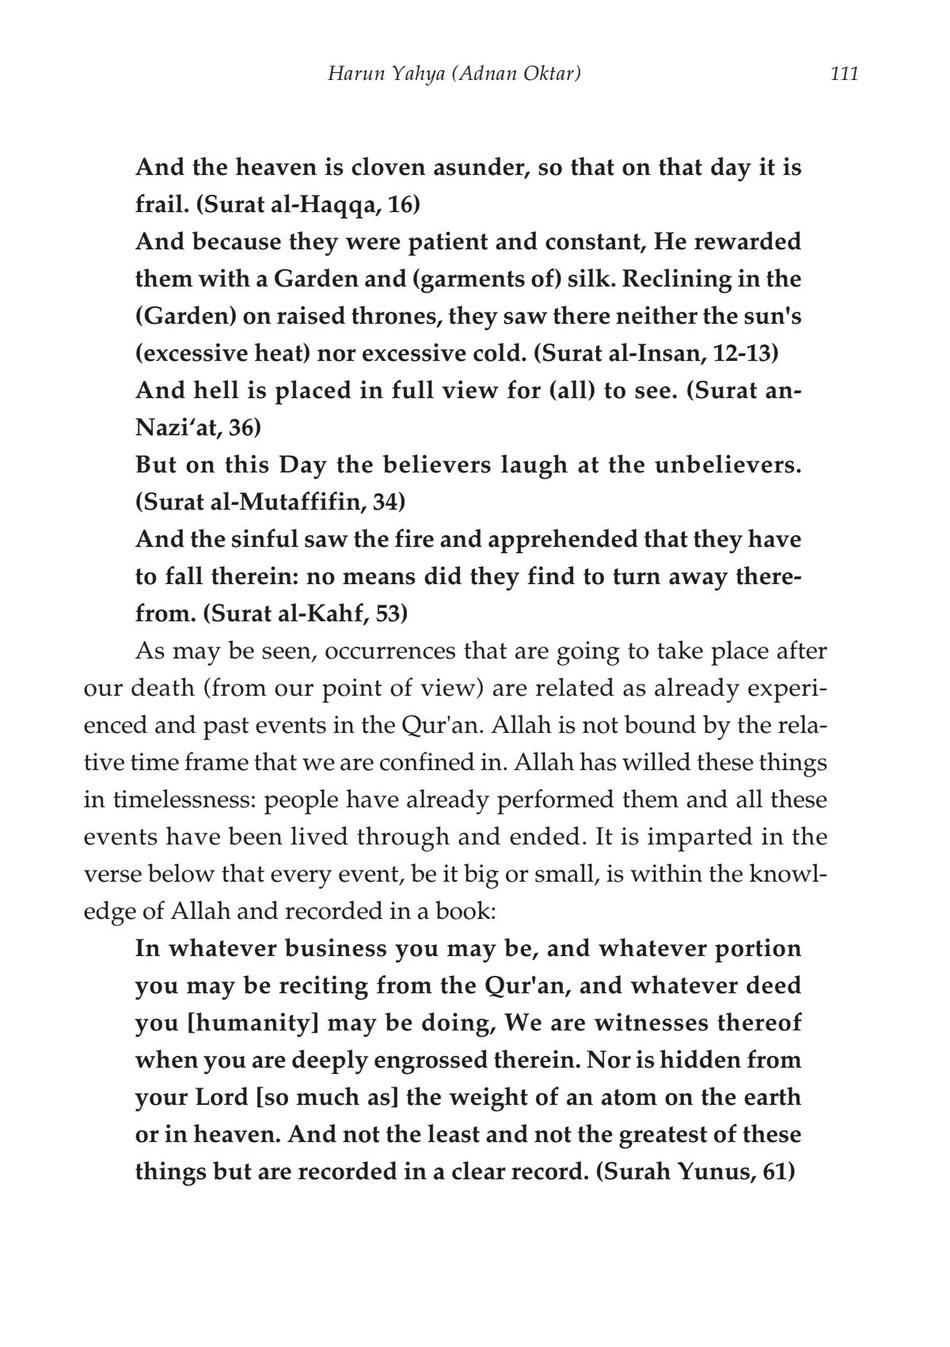 Harun Yahya (Adnan Oktar) 111
And the heaven is cloven asunder, so that on that day it is
frail. (Surat al-Haqqa, 16)
And because they were patient and constant, He rewarded
them with a Garden and (garments of) silk. Reclining in the
(Garden) on raised thrones, they saw there neither the sun's
(excessive heat) nor excessive cold. (Surat al-Insan, 12-13)
And hell is placed in full view for (all) to see. (Surat an-
Nazi‘at, 36)
But on this Day the believers laugh at the unbelievers.
(Surat al-Mutaffifin, 34)
And the sinful saw the fire and apprehended that they have
to fall therein: no means did they find to turn away there-
from. (Surat al-Kahf, 53)
As may be seen, occurrences that are going to take place after
our death (from our point of view) are related as already experi-
enced and past events in the Qur'an. Allah is not bound by the rela-
tive time frame that we are confined in. Allah has willed these things
in timelessness: people have already performed them and all these
events have been lived through and ended. It is imparted in the
verse below that every event, be it big or small, is within the knowl-
edge of Allah and recorded in a book:
In whatever business you may be, and whatever portion
you may be reciting from the Qur'an, and whatever deed
you [humanity] may be doing, We are witnesses thereof
when you are deeply engrossed therein. Nor is hidden from
your Lord [so much as] the weight of an atom on the earth
or in heaven. And not the least and not the greatest of these
things but are recorded in a clear record. (Surah Yunus, 61)